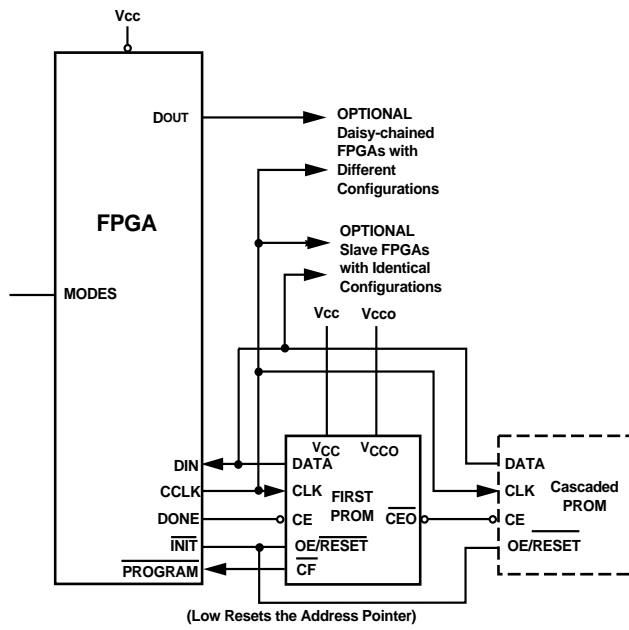 Vcc
DOUT
OPTIONAL
Daisy-chained
FPGAs with
Different
Configurations
FPGA
OPTIONAL
Slave FPGAs
with Identical
Configurations
MODES
Vcc
Vcco
VCC
VCCO
DIN
DATA
DATA
CCLK
CLK
FIRST
PROM
CLK
Cascaded
PROM
DONE
CE
CEO
CE
INIT
OE/RESET
OE/RESET
PROGRAM
CF
(Low Resets the Address Pointer)